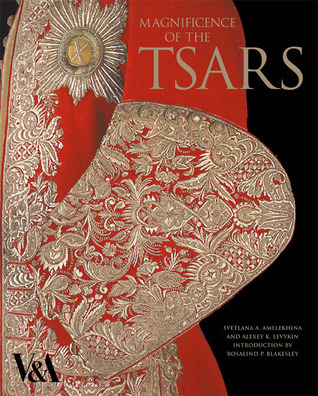 MAGNIFICENCE
OF THE
TSARS
SVETLANA A. AMELEKHINA
AND ALEXEY K. LEVYKIN
INTRODUCTION BY
ROSALIND P. BLAKESLEY
V&A